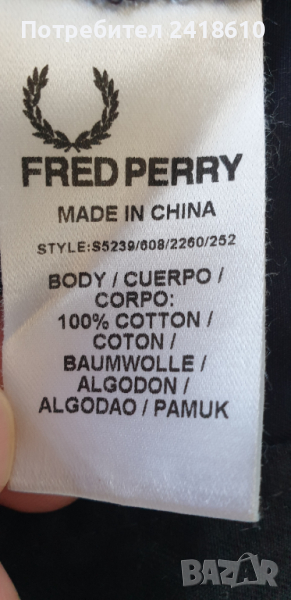 Потребител 2418610
FRED PERRY
MADE IN CHINA
STYLE:S5239/608/2260/252
BODY / CUERPO /
CORPO:
100% COTTON /
COTON /
BAUMWOLLE /
ALGODON /
ALGODAO / PAMUK
BAZAR